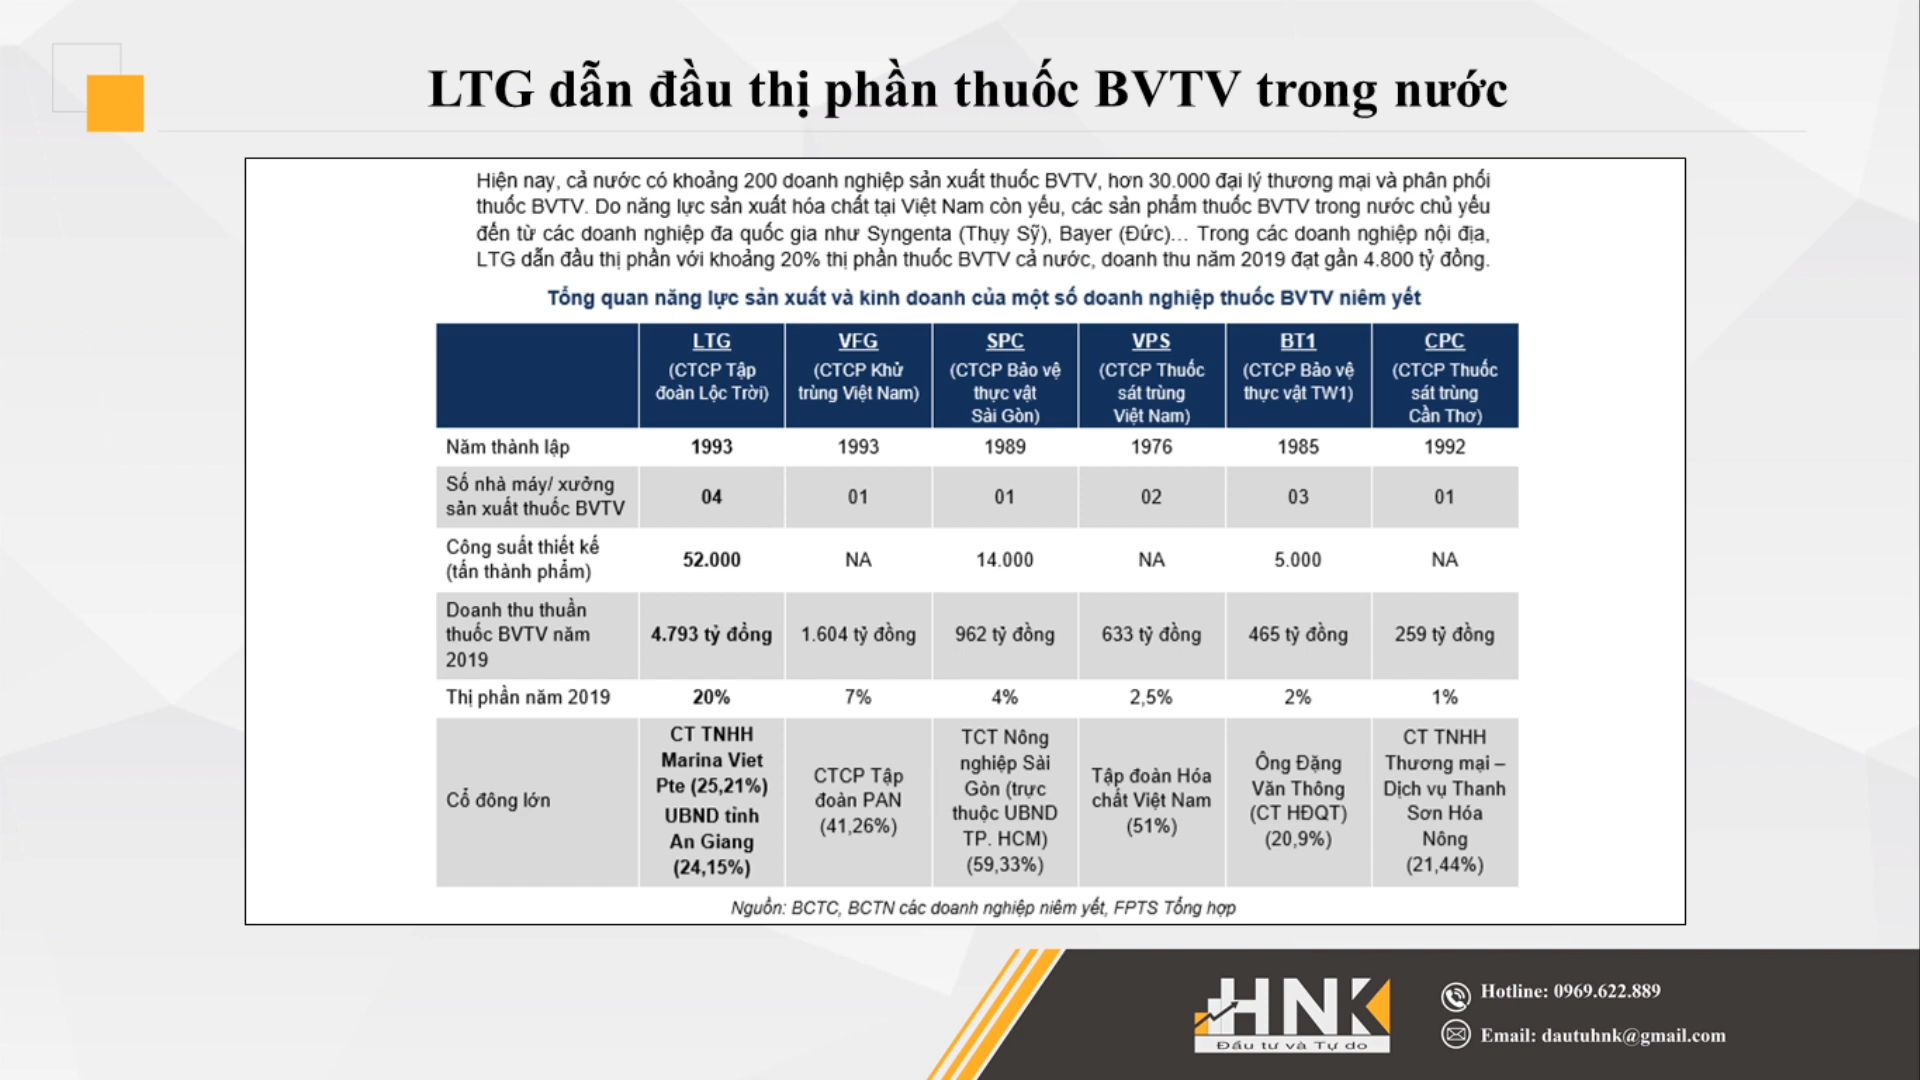 LTG dẫn đầu thị phần thuốc BVTV trong nước
Hiện nay, cả nước có khoảng 200 doanh nghiệp sản xuất thuốc BVTV, hơn 30.000 đại lý thương mại và phân phối
thuốc BVTV. Do năng lực sản xuất hóa chất tại Việt Nam còn yếu, các sản phẩm thuốc BVTV trong nước chủ yếu
đến từ các doanh nghiệp đa quốc gia như Syngenta (Thụy Sỹ), Bayer (Đức)... Trong các doanh nghiệp nội địa,
LTG dẫn đầu thị phần với khoảng 20% thị phần thuốc BVTV cả nước, doanh thu năm 2019 đạt gần 4.800 tỷ đồng.
Tổng quan năng lực sản xuất và kinh doanh của một số doanh nghiệp thuốc BVTV niêm yết
LTG
(CTCP Tập
đoàn Lộc Trời)
VFG
(CTCP Khử
trùng Việt Nam)
SPC
(CTCP Bảo vệ
thực vật
Sài Gòn)
VPS
(CTCP Thuốc
sát trùng
Việt Nam)
BT1
(CTCP Bảo vệ
thực vật TW1)
CPC
(CTCP Thuốc
sát trùng
Cần Thơ)
Năm thành lập
1993
1993
1989
1976
1985
1992
Số nhà máy/ xưởng
sản xuất thuốc BVTV
04
01
01
02
03
01
Công suất thiết kế
(tấn thành phẩm)
52.000
NA
14.000
NA
5.000
NA
Doanh thu thuần
thuốc BVTV năm
2019
4.793 tỷ đồng
1.604 tỷ đồng
962 tỷ đồng
633 tỷ đồng
465 tỷ đồng
259 tỷ đồng
Thị phần năm 2019
20%
7%
4%
2,5%
2%
1%
Cổ đông lớn
CT TNHH
Marina Viet
Pte (25,21%)
UBND tỉnh
An Giang
(24,15%)
CTCP Tập
đoàn PAN
(41,26%)
TCT Nông
nghiệp Sài
Gòn (trực
thuộc UBND
TP. HCM)
(59,33%)
Tập đoàn Hóa
chất Việt Nam
(51%)
Ông Đặng
Văn Thông
(CT HĐQT)
(20,9%)
CT TNHH
Thương mại –
Dịch vụ Thanh
Sơn Hóa
Nông
(21,44%)
Nguồn: BCTC, BCTN các doanh nghiệp niêm yết, FPTS Tổng hợp
HNK
Đầu tư và Tự do
Hotline: 0969.622.889
Email: dautuhnk@gmail.com